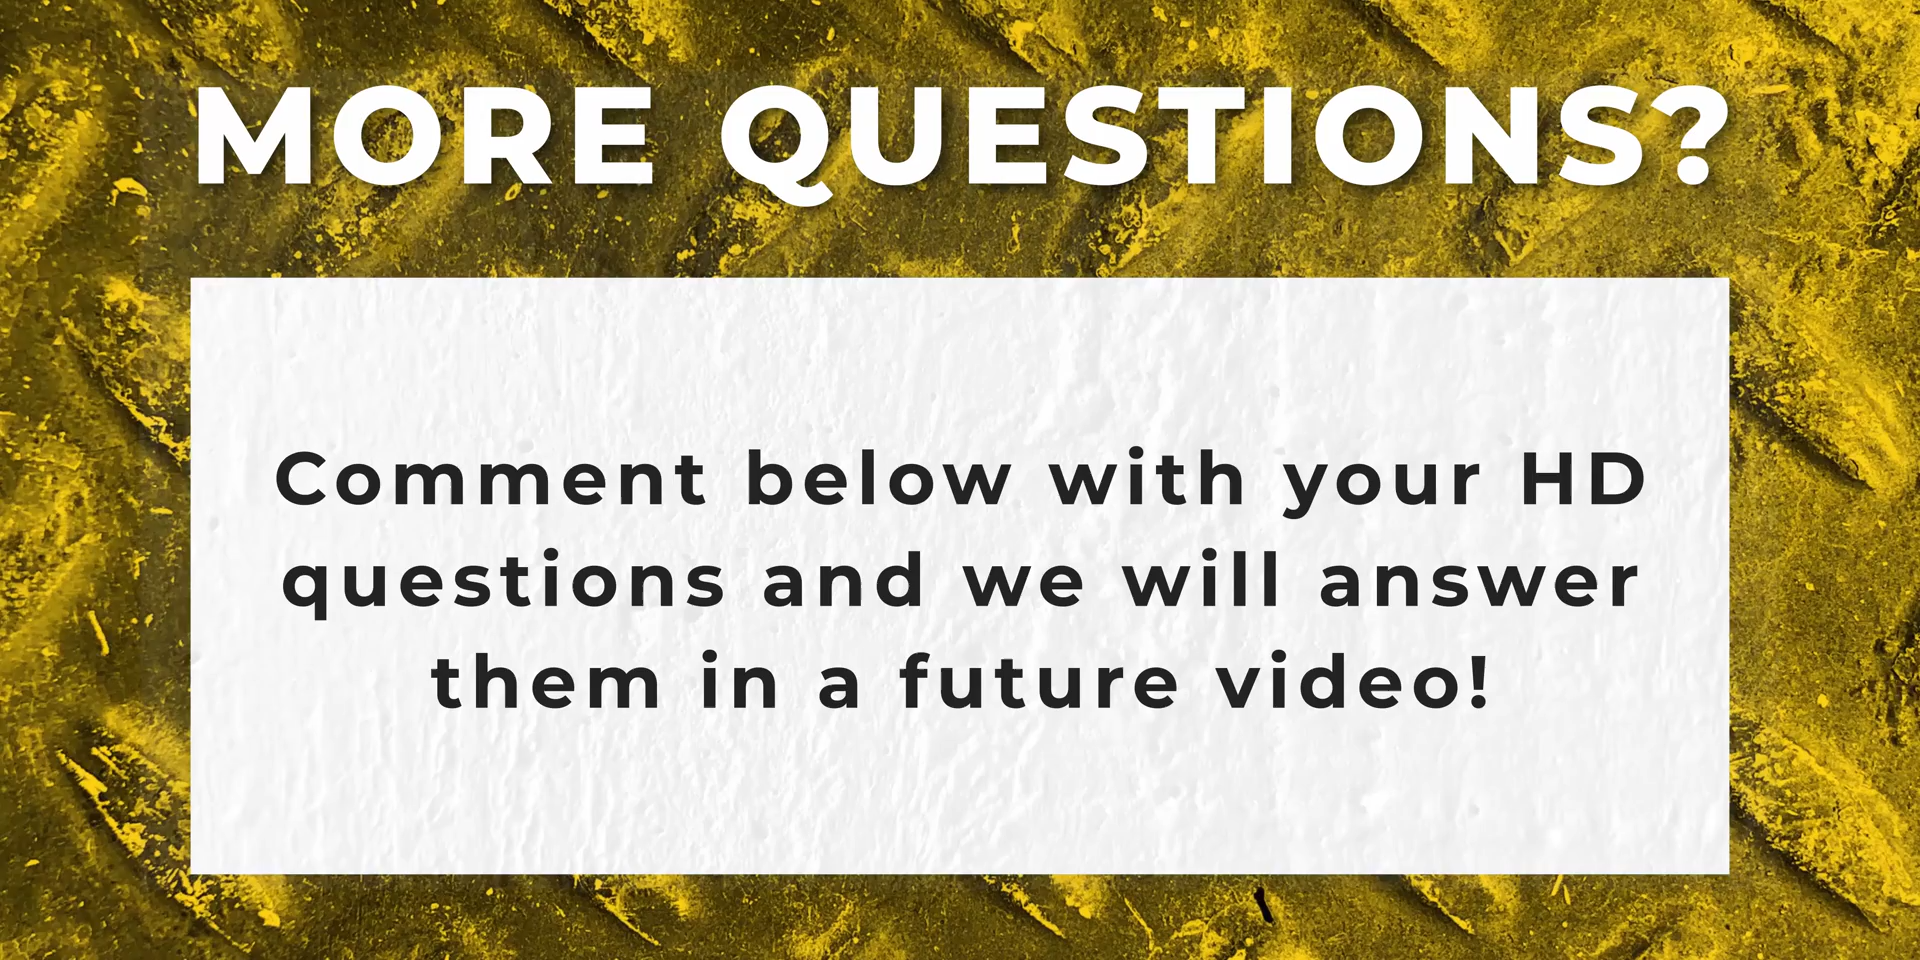 MORE QUESTIONS?
Comment below with your HD
questions and we will answer
them in a future video!